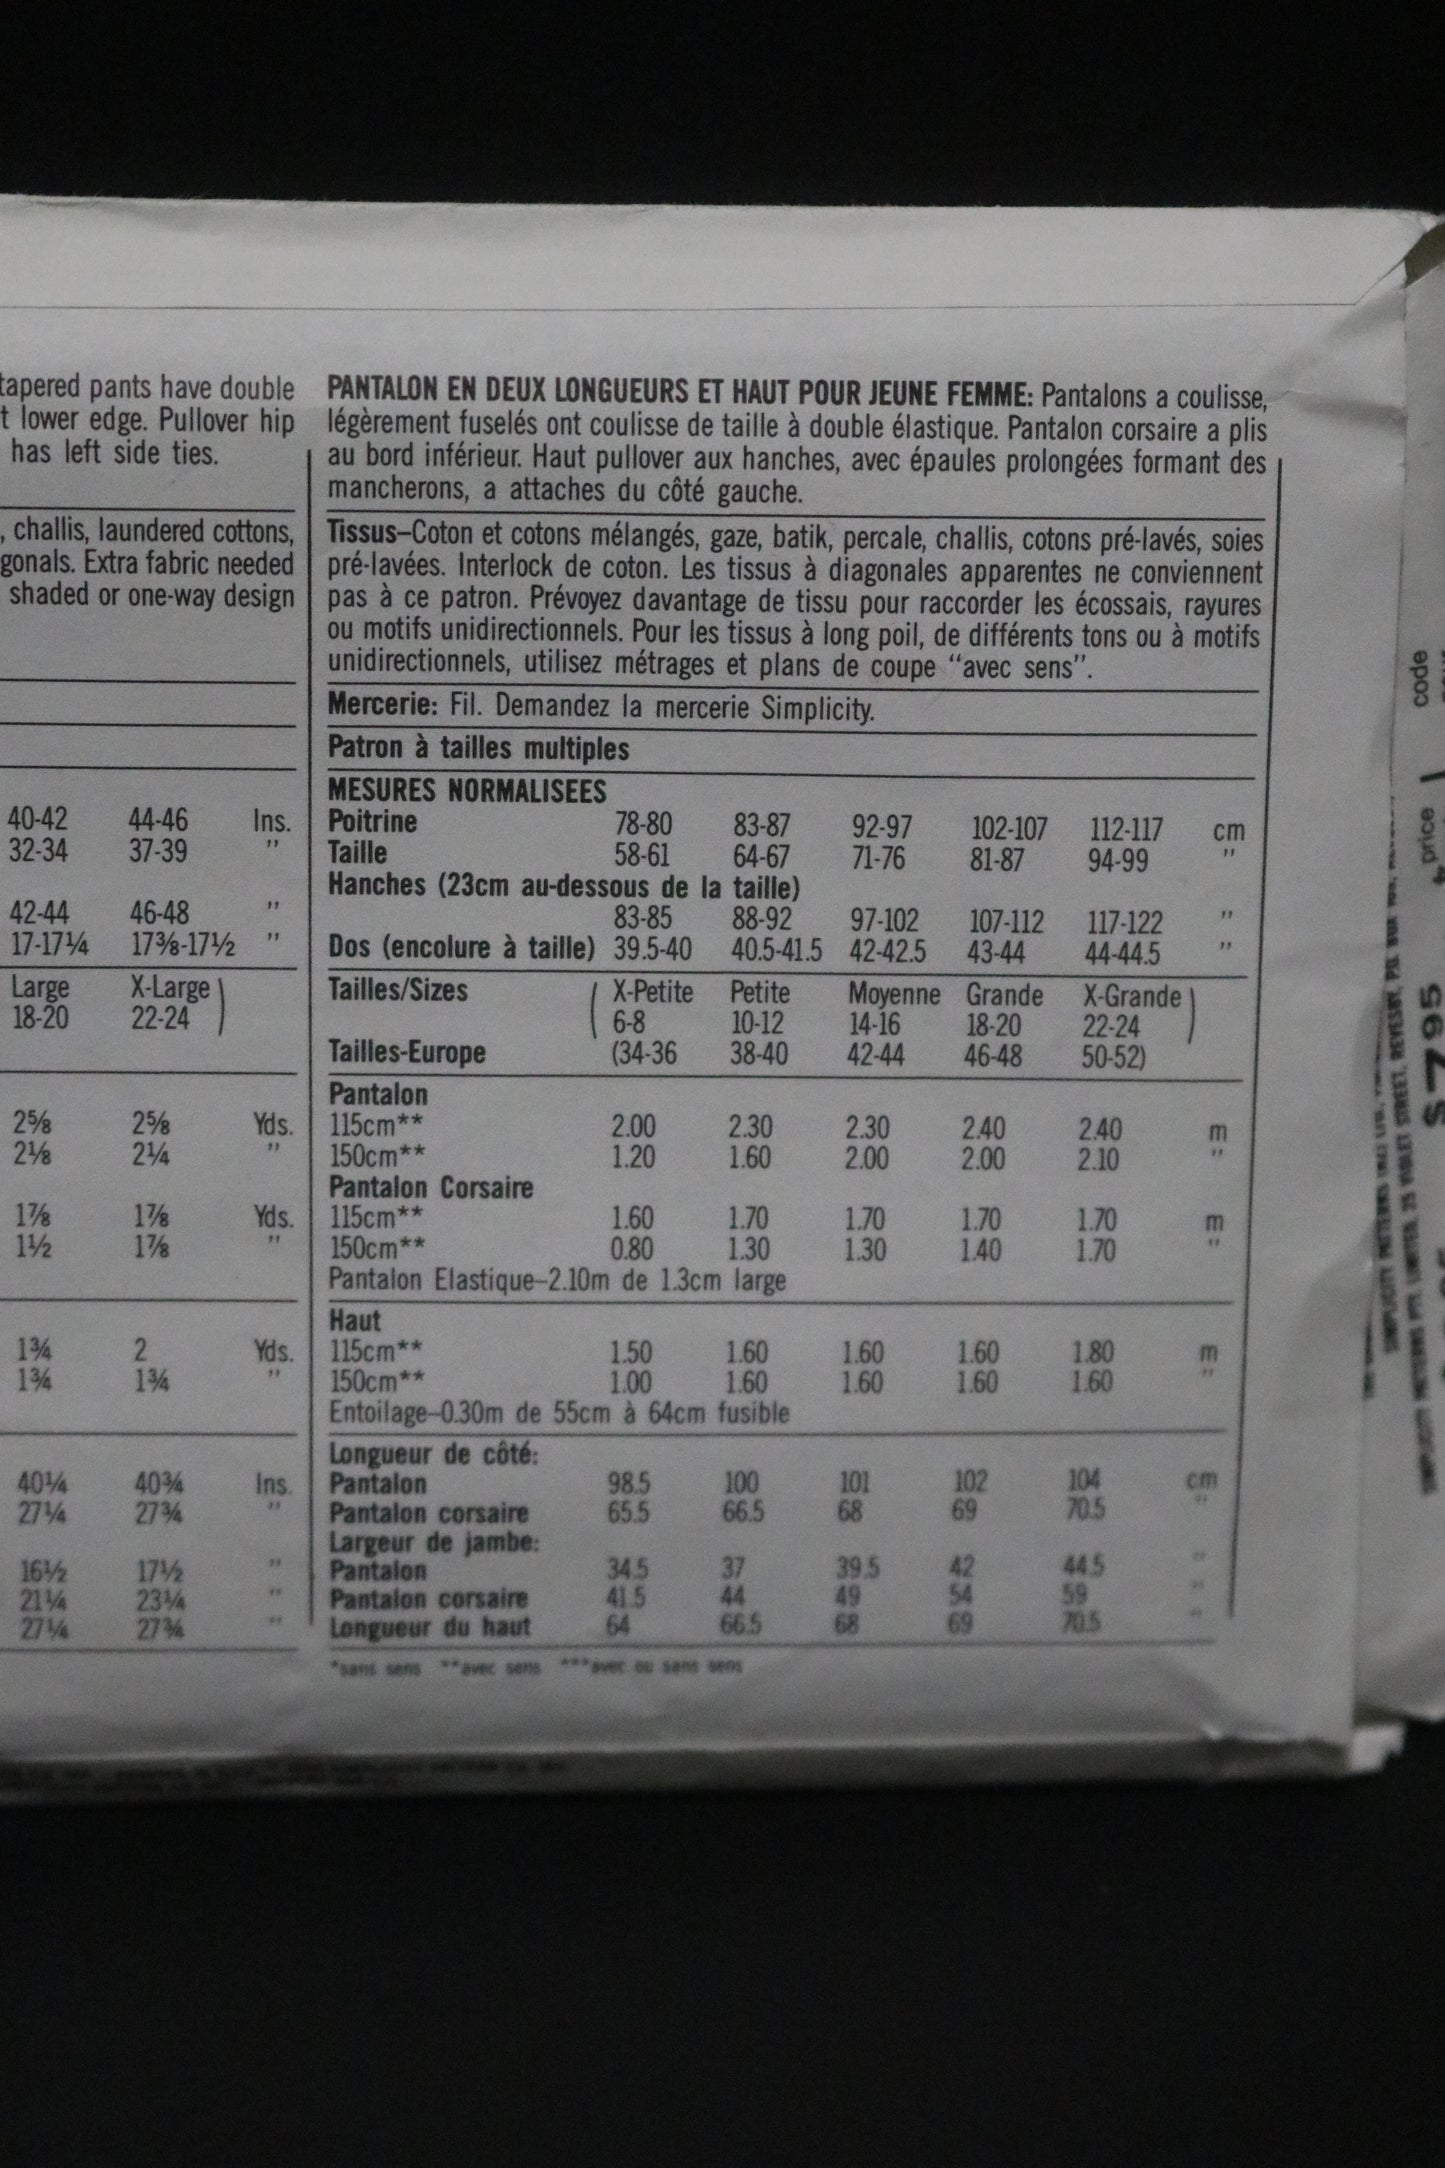 tapered pants have double
t lower edge. Pullover hip
has left side ties.
, challis, laundered cottons,
gonals. Extra fabric needed
shaded or one-way design
40-42 44-46 Ins.
32-34 37-39 "
42-44 46-48 "
17-17¼ 17⅜-17½ "
Large X-Large)
18-20 22-24
2⅝ 2⅝ Yds.
2⅛ 2¼ "
1⅞ 1⅞ Yds.
1½ 1⅞ "
1¾ 2 Yds.
1¾ 1¾ "
40¼ 40¾ Ins.
27¼ 27¾ "
16½ 17½ "
21¼ 23¼ "
27¼ 27¾ "
PANTALON EN DEUX LONGUEURS ET HAUT POUR JEUNE FEMME: Pantalons a coulisse,
légèrement fuselés ont coulisse de taille à double élastique. Pantalon corsaire a plis
au bord inférieur. Haut pullover aux hanches, avec épaules prolongées formant des
mancherons, a attaches du côté gauche.
Tissus–Coton et cotons mélangés, gaze, batik, percale, challis, cotons pré-lavés, soies
pré-lavées. Interlock de coton. Les tissus à diagonales apparentes ne conviennent
pas à ce patron. Prévoyez davantage de tissu pour raccorder les écossais, rayures
ou motifs unidirectionnels. Pour les tissus à long poil, de différents tons ou à motifs
unidirectionnels, utilisez métrages et plans de coupe “avec sens”.
Mercerie: Fil. Demandez la mercerie Simplicity.
Patron à tailles multiples
MESURES NORMALISEES
Poitrine 78-80 83-87 92-97 102-107 112-117 cm
Taille 58-61 64-67 71-76 81-87 94-99 "
Hanches (23cm au-dessous de la taille)
83-85 88-92 97-102 107-112 117-122 "
Dos (encolure à taille) 39.5-40 40.5-41.5 42-42.5 43-44 44-44.5 "
Tailles/Sizes (X-Petite Petite Moyenne Grande X-Grande)
6-8 10-12 14-16 18-20 22-24
Tailles-Europe (34-36 38-40 42-44 46-48 50-52)
Pantalon
115cm** 2.00 2.30 2.30 2.40 2.40 m
150cm** 1.20 1.60 2.00 2.00 2.10 "
Pantalon Corsaire
115cm** 1.60 1.70 1.70 1.70 1.70 m
150cm** 0.80 1.30 1.30 1.40 1.70 "
Pantalon Elastique–2.10m de 1.3cm large
Haut
115cm** 1.50 1.60 1.60 1.60 1.80 m
150cm** 1.00 1.60 1.60 1.60 1.60 "
Entoilage–0.30m de 55cm à 64cm fusible
Longueur de côté:
Pantalon 98.5 100 101 102 104 cm
Pantalon corsaire 65.5 66.5 68 69 70.5 "
Largeur de jambe:
Pantalon 34.5 37 39.5 42 44.5 "
Pantalon corsaire 41.5 44 49 54 59 "
Longueur du haut 64 66.5 68 69 70.5 "
*sans sens **avec sens ***avec ou sans sens
code
price
$795